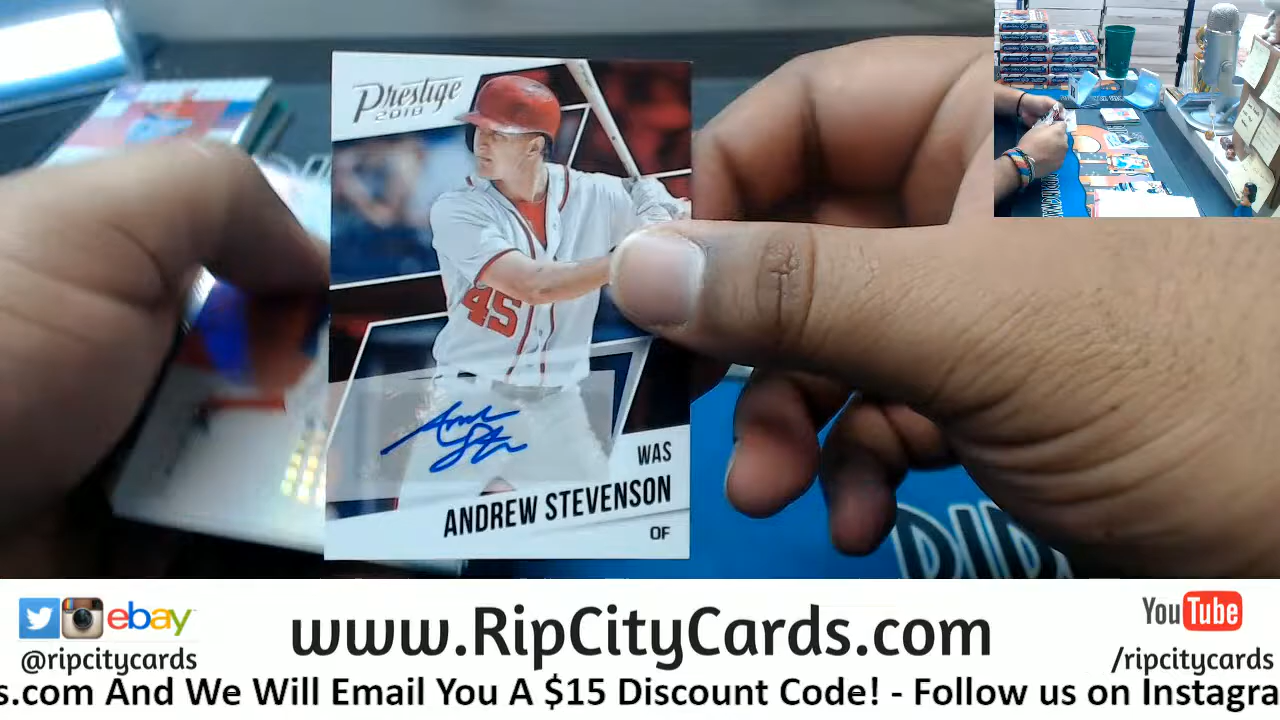 Prestige
2018
45
WAS
ANDREW STEVENSON
OF
ebay
@ripcitycards
www.RipCityCards.com
YouTube
/ripcitycards
s.com And We Will Email You A $15 Discount Code! - Follow us on Instagra